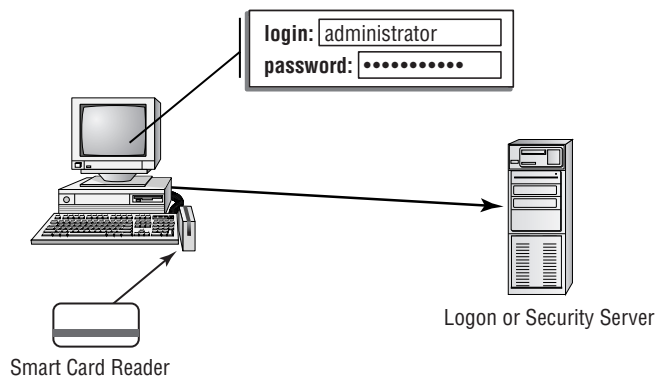 login: administrator
password: •••••••••••
Logon or Security Server
Smart Card Reader